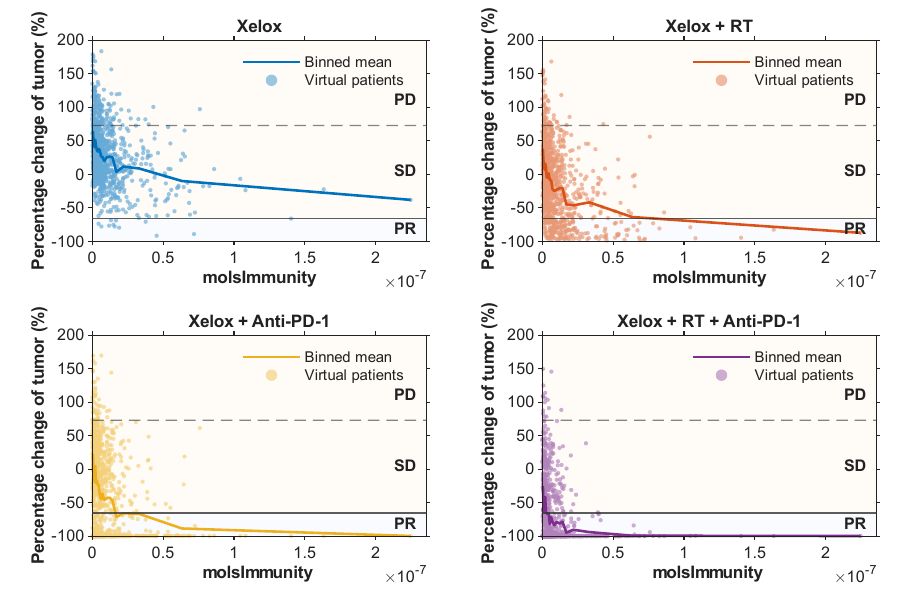 Xelox
Percentage change of tumor (%)
200
150
100
50
0
-50
-100
Binned mean
Virtual patients
PD
SD
PR
0
0.5
1
1.5
2
molsImmunity
×10-7
Xelox + RT
Percentage change of tumor (%)
200
150
100
50
0
-50
-100
Binned mean
Virtual patients
PD
SD
PR
0
0.5
1
1.5
2
molsImmunity
×10-7
Xelox + Anti-PD-1
Percentage change of tumor (%)
200
150
100
50
0
-50
-100
Binned mean
Virtual patients
PD
SD
PR
0
0.5
1
1.5
2
molsImmunity
×10-7
Xelox + RT + Anti-PD-1
Percentage change of tumor (%)
200
150
100
50
0
-50
-100
Binned mean
Virtual patients
PD
SD
PR
0
0.5
1
1.5
2
molsImmunity
×10-7